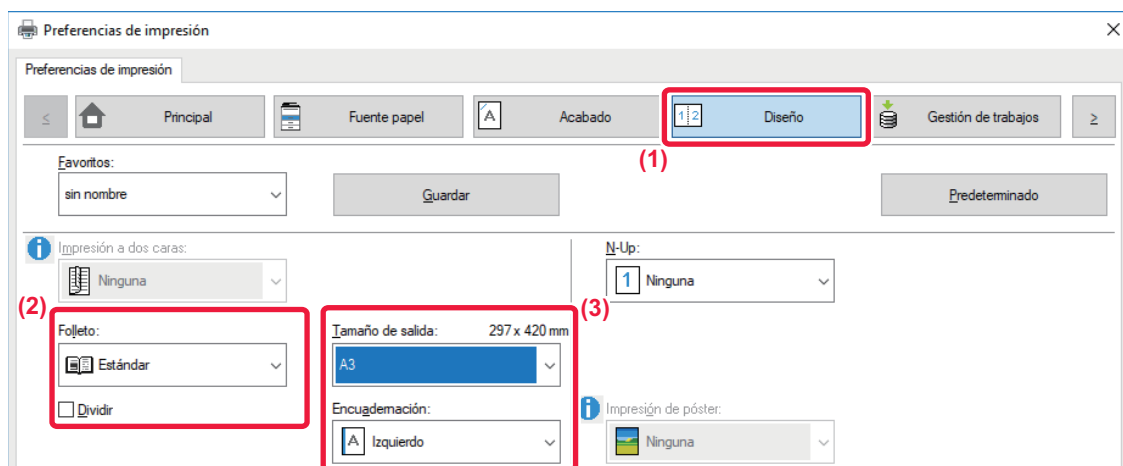 Preferencias de impresión
Preferencias de impresión
≤ Principal Fuente papel A Acabado 1 2 Diseño Gestión de trabajos ≥
(1)
Favoritos:
sin nombre Guardar Predeterminado
i Impresión a dos caras: N-Up:
Ninguna 1 Ninguna
(2) (3)
Folleto: Tamaño de salida: 297 x 420 mm
Estándar A3
Dividir Encuadernación: i Impresión de póster:
A Izquierdo Ninguna